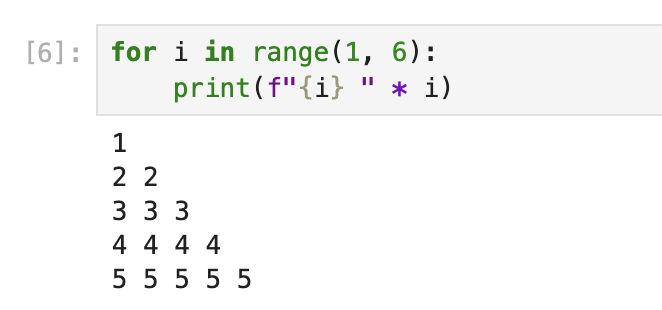 [6]: for i in range(1, 6):
    print(f"{i} " * i)
1
2 2
3 3 3
4 4 4 4
5 5 5 5 5